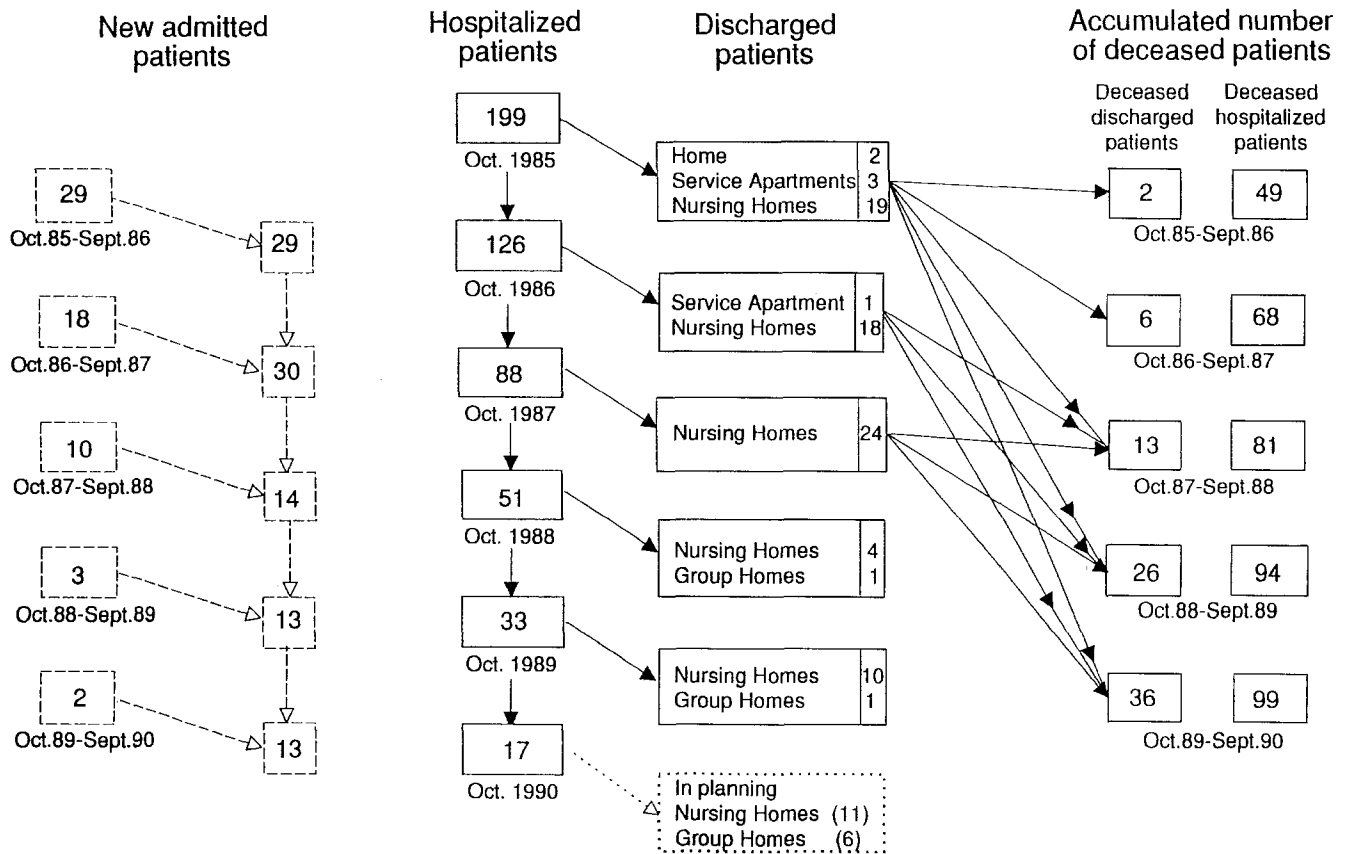 New admitted
patients
29
Oct.85-Sept.86
29
18
Oct.86-Sept.87
30
10
Oct.87-Sept.88
14
3
Oct.88-Sept.89
13
2
Oct.89-Sept.90
13
Hospitalized
patients
199
Oct. 1985
126
Oct. 1986
88
Oct. 1987
51
Oct. 1988
33
Oct. 1989
17
Oct. 1990
Discharged
patients
Home 2
Service Apartments 3
Nursing Homes 19
Service Apartment 1
Nursing Homes 18
Nursing Homes 24
Nursing Homes 4
Group Homes 1
Nursing Homes 10
Group Homes 1
In planning
Nursing Homes (11)
Group Homes (6)
Accumulated number
of deceased patients
Deceased
discharged
patients
Deceased
hospitalized
patients
2 49
Oct.85-Sept.86
6 68
Oct.86-Sept.87
13 81
Oct.87-Sept.88
26 94
Oct.88-Sept.89
36 99
Oct.89-Sept.90